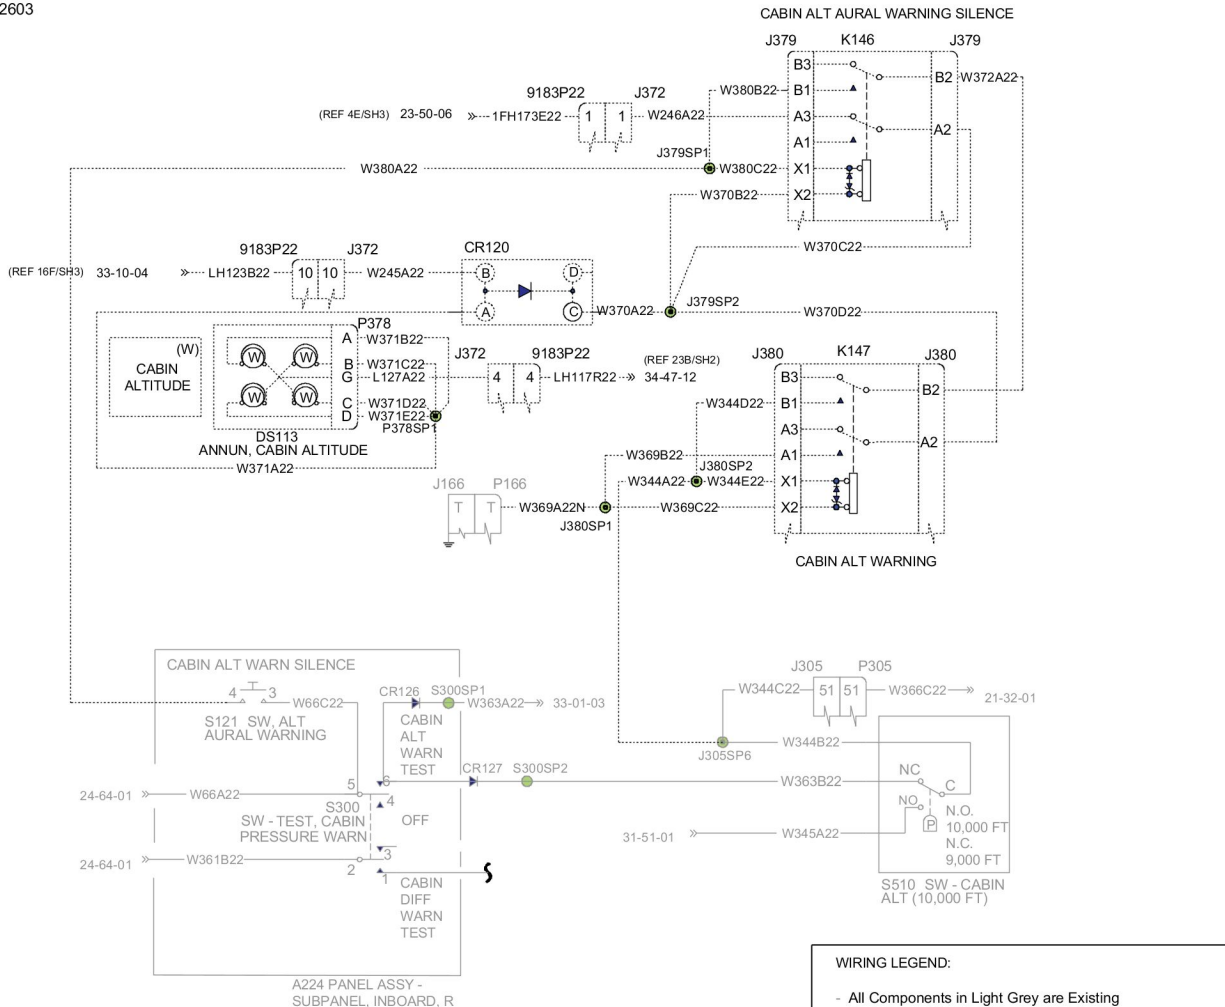 2603
CABIN ALT AURAL WARNING SILENCE
J379 K146 J379
B3
B2 W372A22
W380B22 B1
9183P22 J372
(REF 4E/SH3) 23-50-06 1FH173E22 1 1 W246A22 A3
A2
A1
J379SP1
W380A22 W380C22 X1
W370B22 X2
W370C22
9183P22 J372 CR120
(REF 16F/SH3) 33-10-04 LH123B22 10 10 W245A22 B D
J379SP2
A C W370A22 W370D22
P378
A W371B22
(W)
CABIN
ALTITUDE
W W
W W
B W371C22
G L127A22
C W371D22
D W371E22
P378SP1
J372 9183P22
(REF 23B/SH2)
4 4 LH117R22 34-47-12
DS113
ANNUN, CABIN ALTITUDE
W371A22
J380 K147 J380
B3
B2
W344D22 B1
A3
A2
W369B22 A1
J380SP2
W344A22 W344E22 X1
J166 P166
T T W369A22N W369C22 X2
J380SP1
CABIN ALT WARNING
CABIN ALT WARN SILENCE
4 3
W66C22
S121 SW, ALT
AURAL WARNING
CR126 S300SP1
W363A22 33-01-03
CABIN
ALT
WARN
TEST
J305 P305
W344C22 51 51 W366C22 21-32-01
J305SP6
W344B22
CR127 S300SP2
W363B22
NC
C
NO
P
N.O.
10,000 FT
N.C.
9,000 FT
31-51-01 W345A22
S510 SW - CABIN
ALT (10,000 FT)
5 6
24-64-01 W66A22
4
S300
SW - TEST, CABIN
PRESSURE WARN
OFF
3
24-64-01 W361B22
2
1
CABIN
DIFF
WARN
TEST
A224 PANEL ASSY -
SUBPANEL, INBOARD, R
WIRING LEGEND:
- All Components in Light Grey are Existing